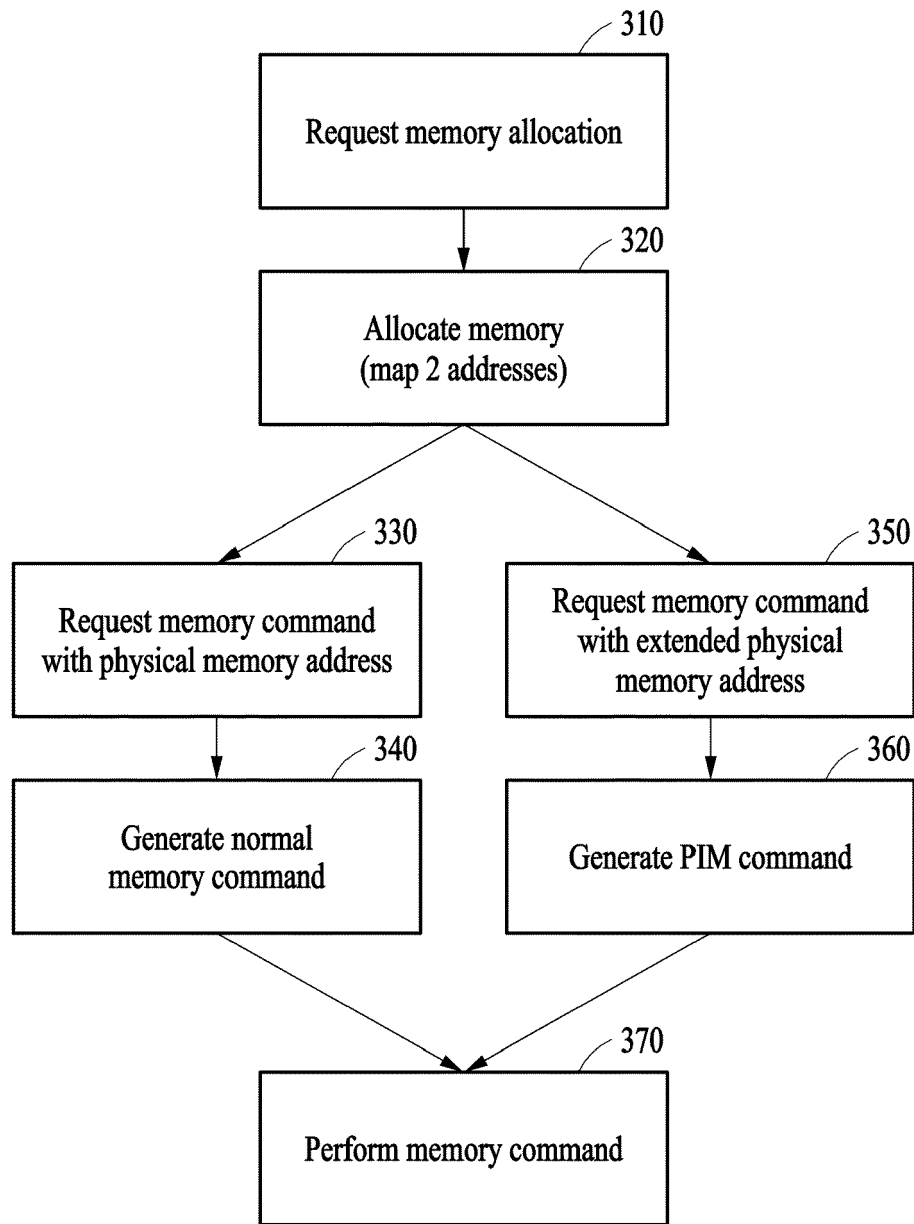 310
Request memory allocation
320
Allocate memory
(map 2 addresses)
330
Request memory command
with physical memory address
350
Request memory command
with extended physical
memory address
340
Generate normal
memory command
360
Generate PIM command
370
Perform memory command